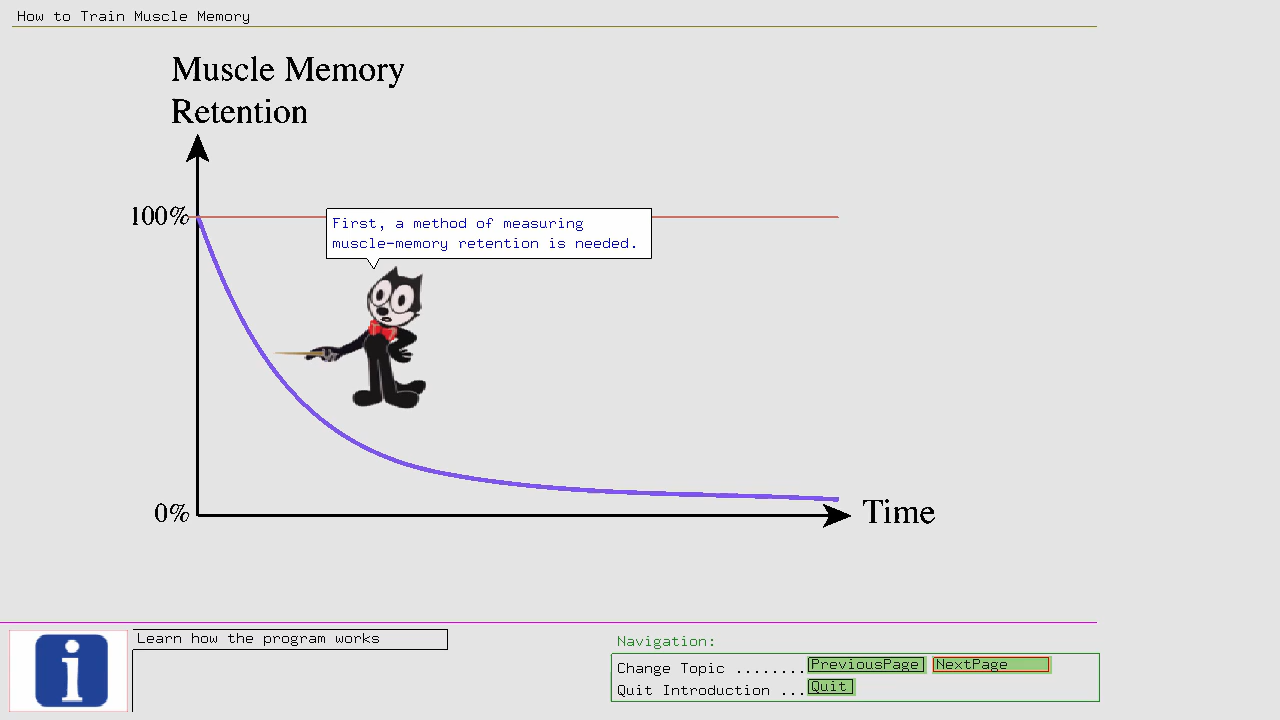 How to Train Muscle Memory
Muscle Memory
Retention
100%
First, a method of measuring
muscle-memory retention is needed.
0%
Time
i
Learn how the program works
Navigation:
Change Topic ........PreviousPage NextPage
Quit Introduction ...Quit